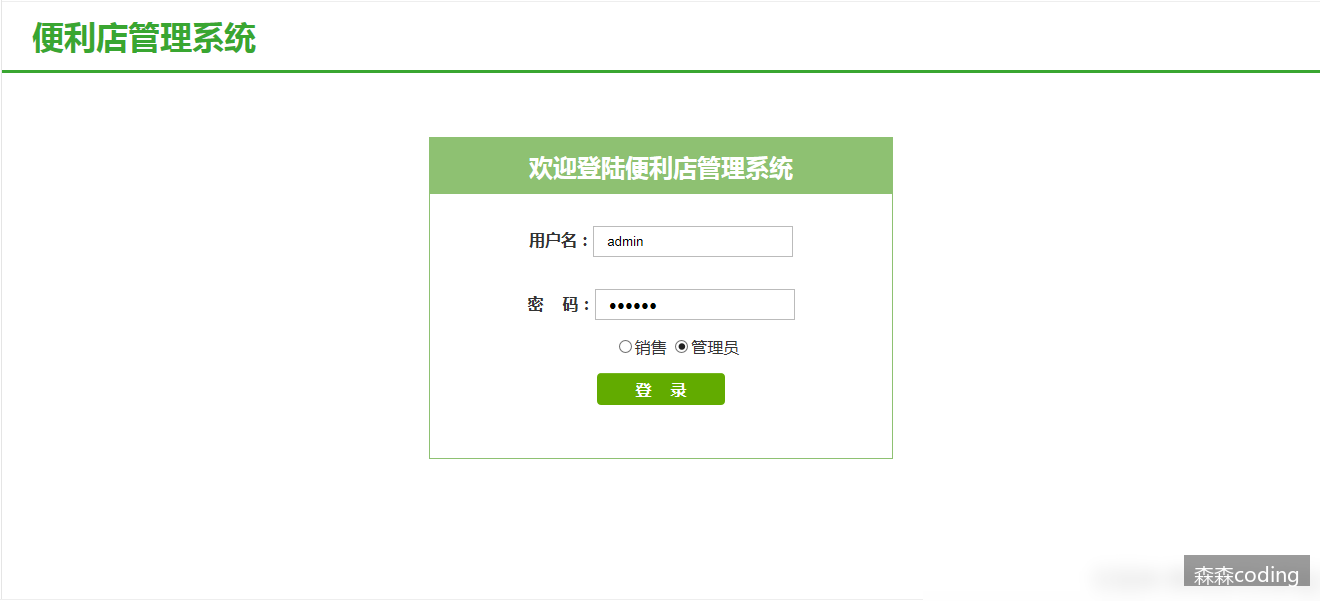 便利店管理系统
欢迎登陆便利店管理系统
用户名：admin
密 码：••••••
销售 管理员
登 录
森森coding